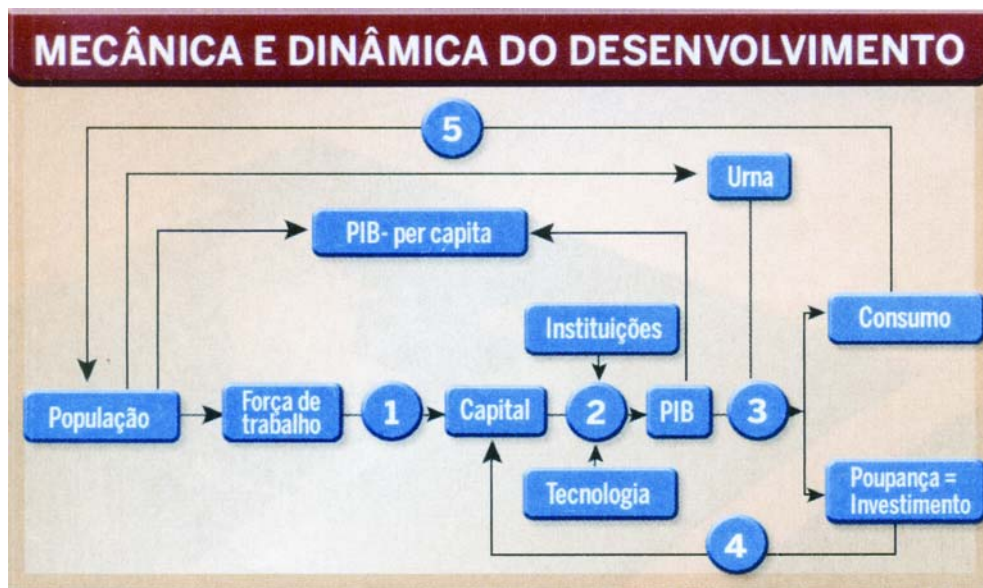 MECÂNICA E DINÂMICA DO DESENVOLVIMENTO
5
Urna
PIB- per capita
Instituições
Consumo
População
Força de
trabalho
1
Capital
2
PIB
3
Tecnologia
Poupança =
Investimento
4